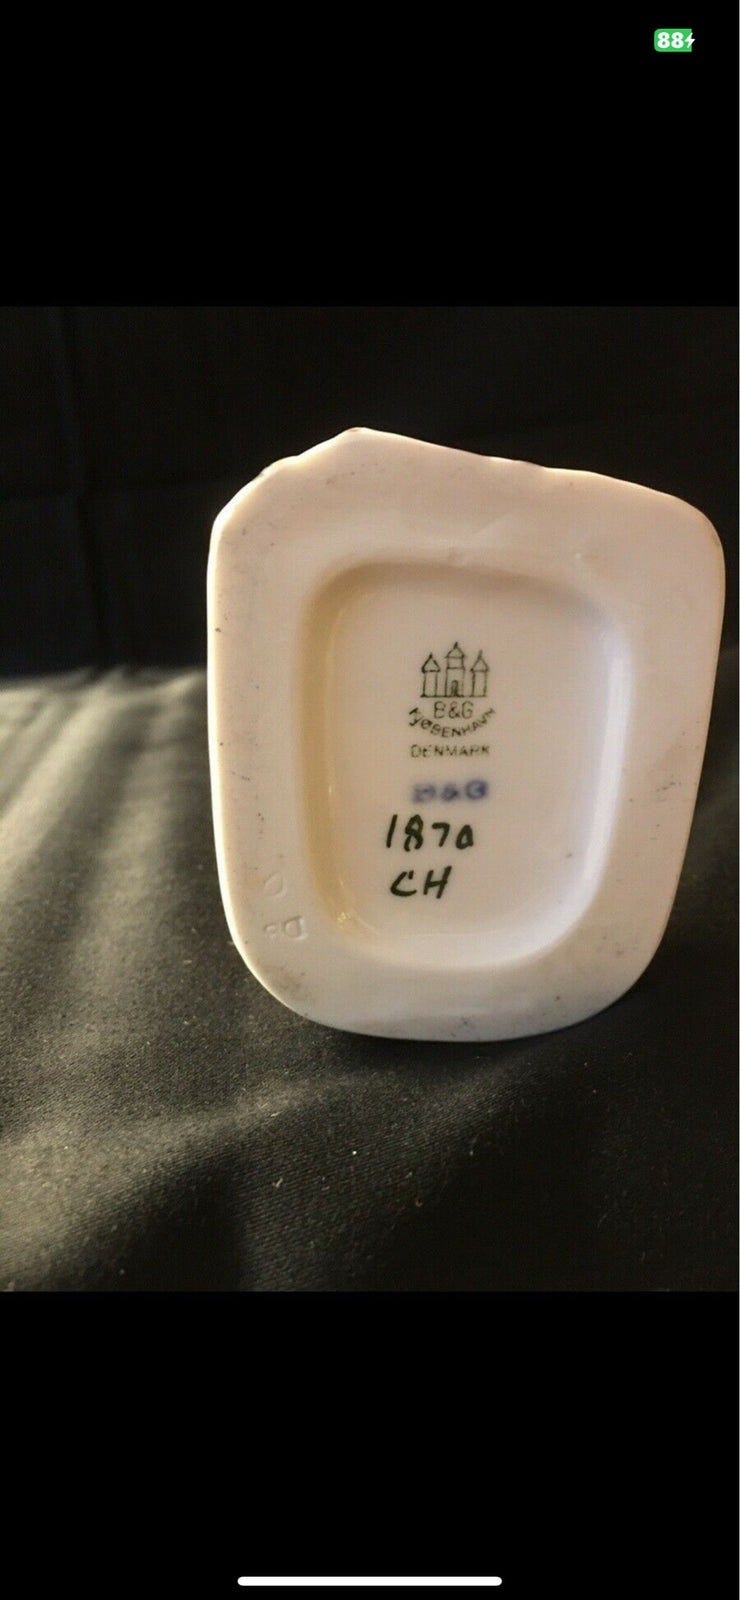 88
B&G
KJØBENHAVN
DENMARK
B&G
1870
CH